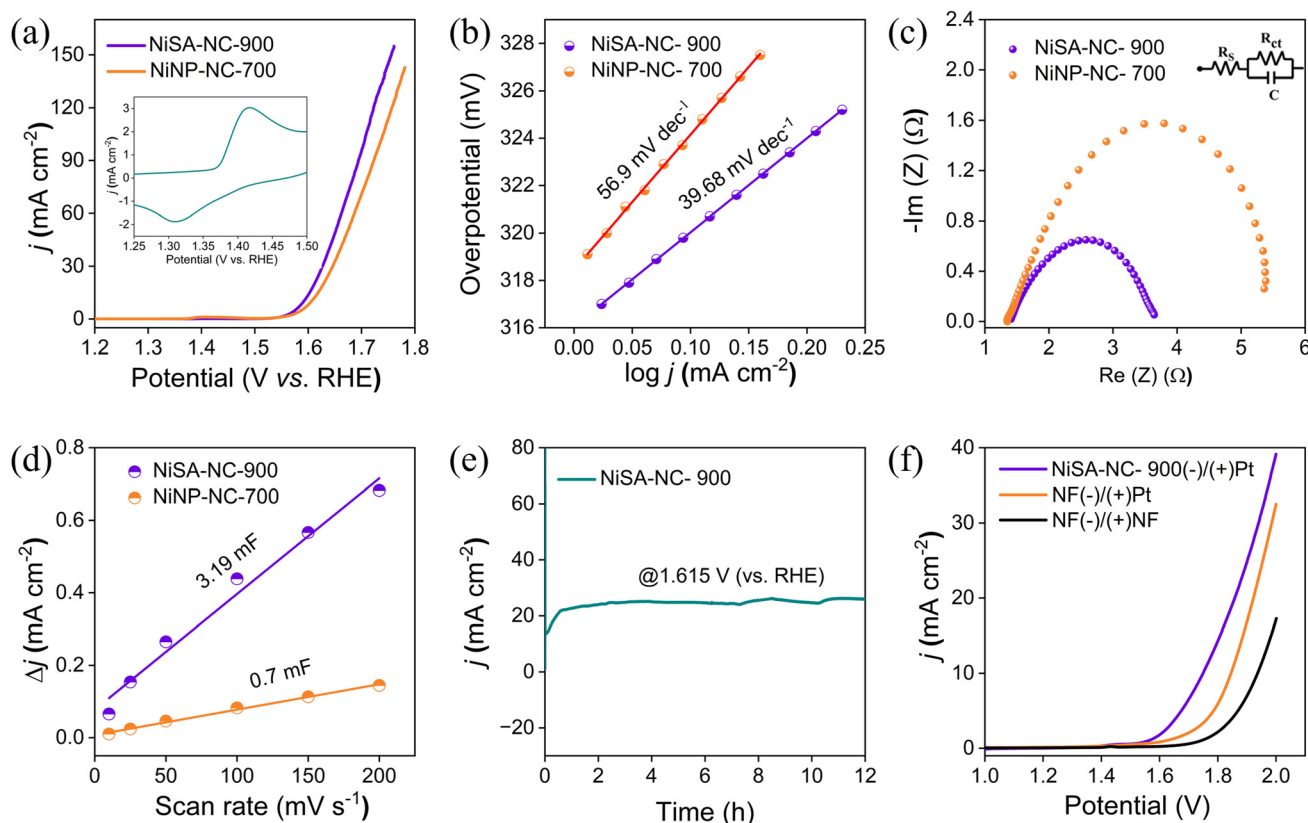 (a)
NiSA-NC-900
NiNP-NC-700
150
120
90
60
30
0
j (mA cm⁻²)
1.2 1.3 1.4 1.5 1.6 1.7 1.8
Potential (V vs. RHE)
3
2
1
0
-1
-2
j (mA cm⁻²)
1.25 1.30 1.35 1.40 1.45 1.50
Potential (V vs. RHE)
(b)
NiSA-NC- 900
NiNP-NC- 700
328
326
324
322
320
318
316
Overpotential (mV)
56.9 mV dec⁻¹
39.68 mV dec⁻¹
0.00 0.05 0.10 0.15 0.20 0.25
log j (mA cm⁻²)
(c)
NiSA-NC- 900
NiNP-NC- 700
Rs
Rct
C
-2.4
2.0
1.6
1.2
0.8
0.4
0.0
-Im (Z) (Ω)
1 2 3 4 5 6
Re (Z) (Ω)
(d)
NiSA-NC-900
NiNP-NC-700
0.8
0.6
0.4
0.2
0.0
Δj (mA cm⁻²)
3.19 mF
0.7 mF
0 50 100 150 200
Scan rate (mV s⁻¹)
(e)
NiSA-NC- 900
80
60
40
20
0
−20
j (mA cm⁻²)
@1.615 V (vs. RHE)
0 2 4 6 8 10 12
Time (h)
(f)
NiSA-NC- 900(-)/(+)Pt
NF(-)/(+)Pt
NF(-)/(+)NF
40
30
20
10
0
j (mA cm⁻²)
1.0 1.2 1.4 1.6 1.8 2.0
Potential (V)